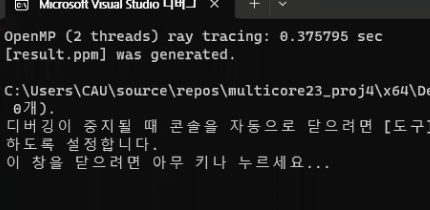 Microsoft Visual Studio 디버그
OpenMP (2 threads) ray tracing: 0.375795 sec
[result.ppm] was generated.
C:\Users\CAU\source\repos\multicore23_proj4\x64\De
0개).
디버깅이 중지될 때 콘솔을 자동으로 닫으려면 [도구]
하도록 설정합니다.
이 창을 닫으려면 아무 키나 누르세요...